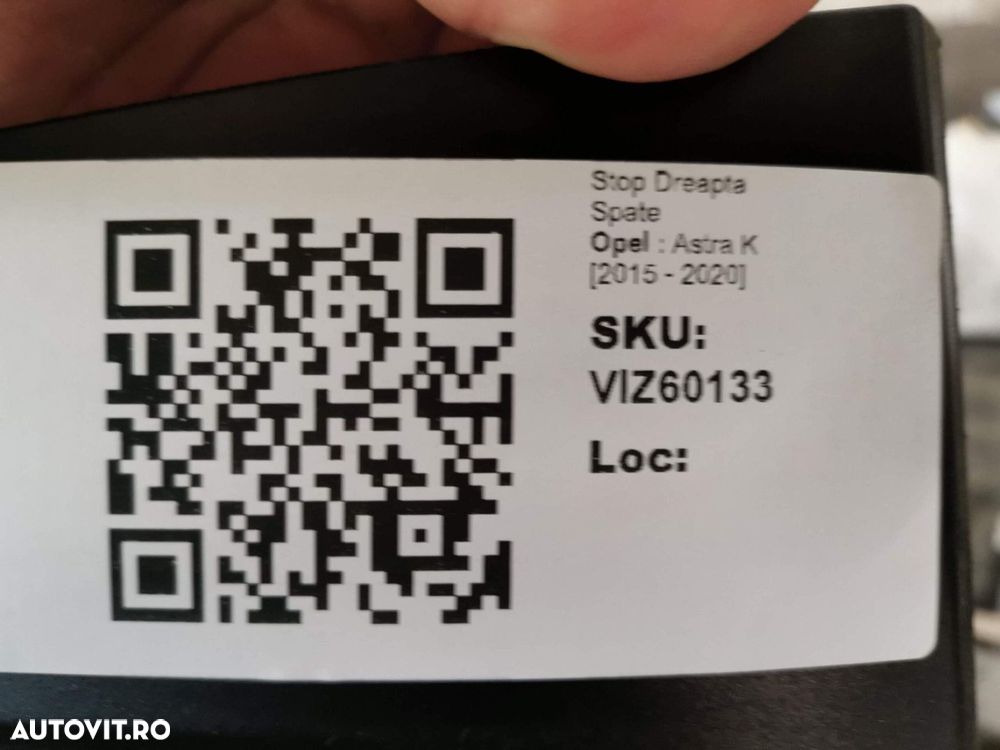 Stop Dreapta
Spate
Opel : Astra K
[2015 - 2020]
SKU:
VIZ60133
Loc:
AUTOVIT.RO